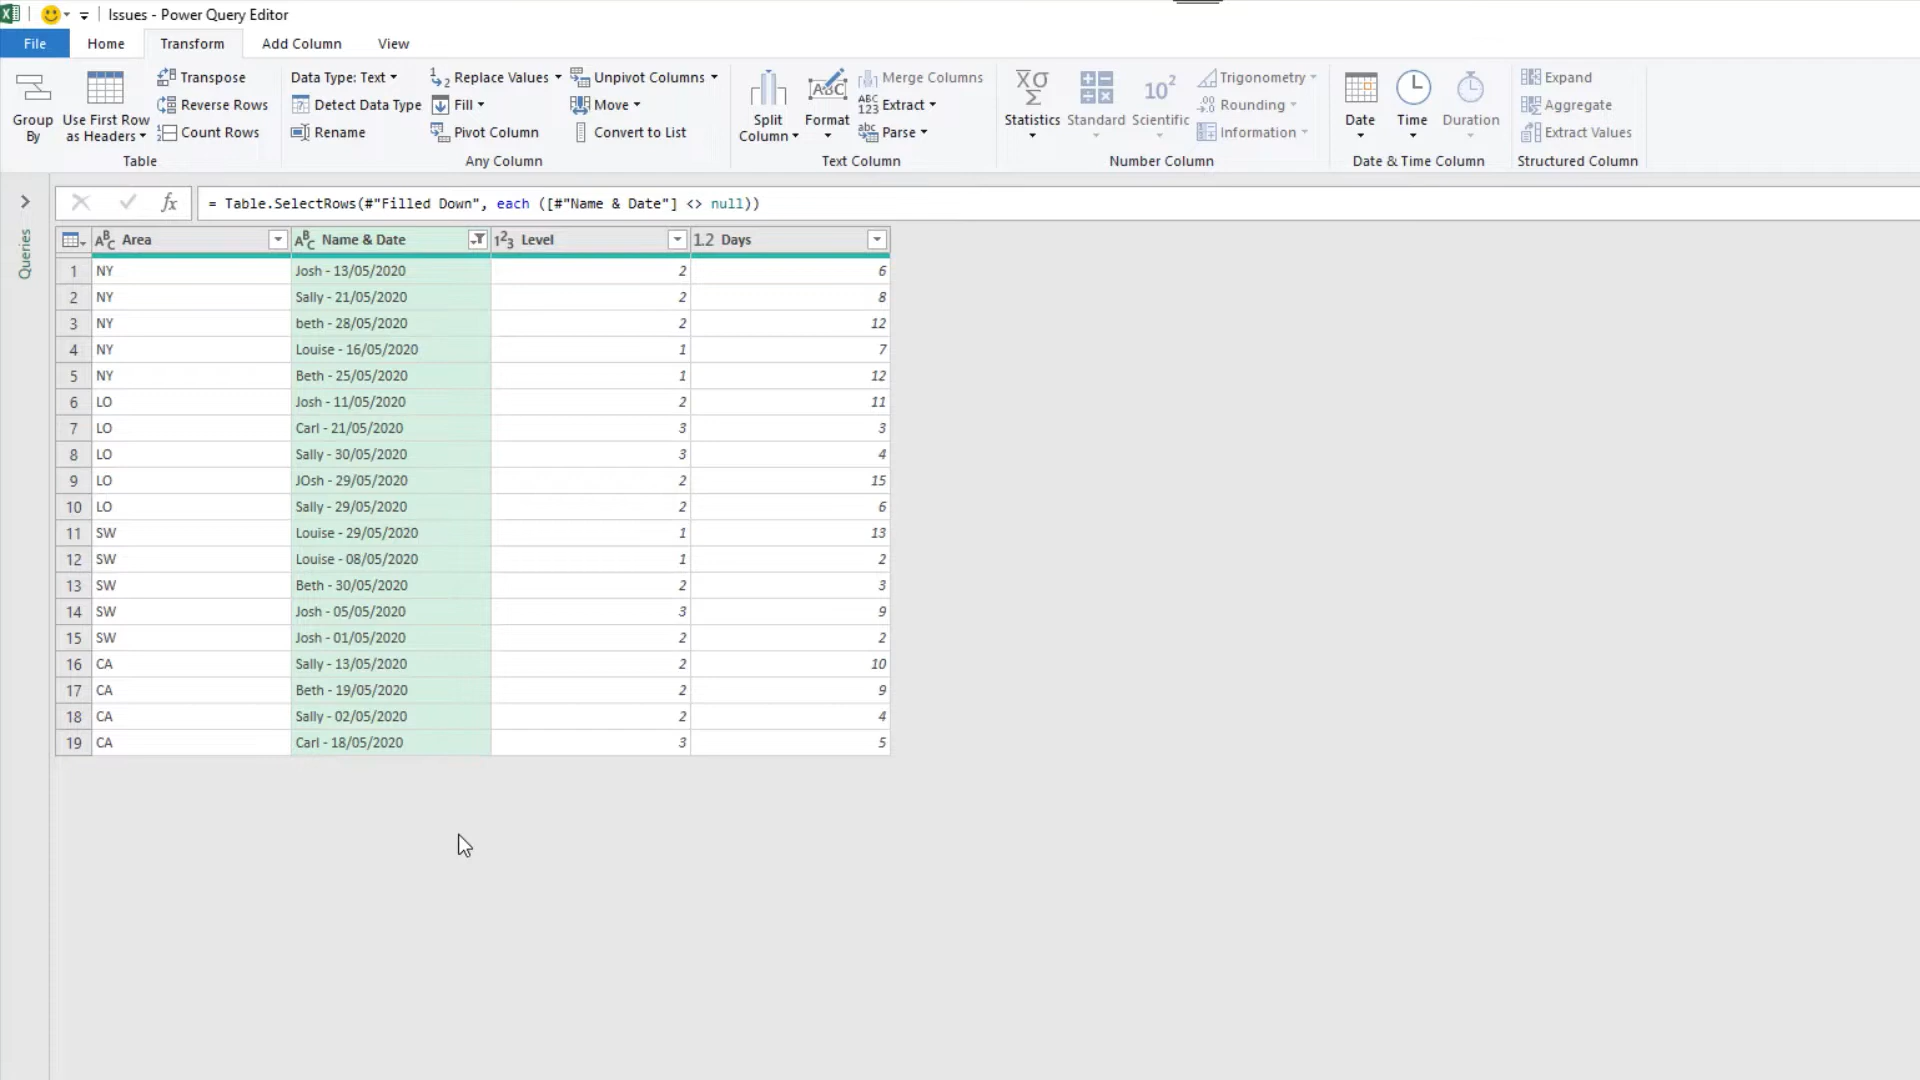 Issues - Power Query Editor
File Home Transform Add Column View
Group By
Use First Row as Headers
Transpose
Reverse Rows
Count Rows
Table
Data Type: Text
Detect Data Type
Rename
Replace Values
Fill
Pivot Column
Unpivot Columns
Move
Convert to List
Any Column
Split Column
ABC
Format
Merge Columns
ABC 123 Extract
abc Parse
Text Column
XσΣ
Statistics
Standard
10²
Scientific
Trigonometry
.00 Rounding
Information
Number Column
Date
Time
Duration
Date & Time Column
Expand
Aggregate
Extract Values
Structured Column
Queries
fx = Table.SelectRows(#"Filled Down", each ([#"Name & Date"] <> null))
ABC Area ABC Name & Date 123 Level 1.2 Days
1 NY Josh - 13/05/2020 2 6
2 NY Sally - 21/05/2020 2 8
3 NY beth - 28/05/2020 2 12
4 NY Louise - 16/05/2020 1 7
5 NY Beth - 25/05/2020 1 12
6 LO Josh - 11/05/2020 2 11
7 LO Carl - 21/05/2020 3 3
8 LO Sally - 30/05/2020 3 4
9 LO JOsh - 29/05/2020 2 15
10 LO Sally - 29/05/2020 2 6
11 SW Louise - 29/05/2020 1 13
12 SW Louise - 08/05/2020 1 2
13 SW Beth - 30/05/2020 2 3
14 SW Josh - 05/05/2020 3 9
15 SW Josh - 01/05/2020 2 2
16 CA Sally - 13/05/2020 2 10
17 CA Beth - 19/05/2020 2 9
18 CA Sally - 02/05/2020 2 4
19 CA Carl - 18/05/2020 3 5